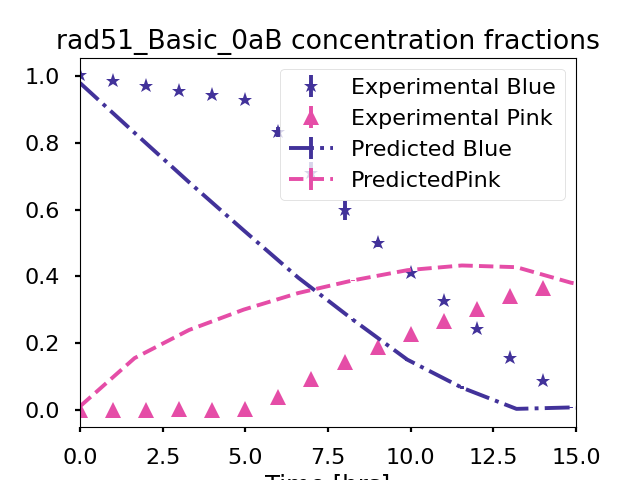 rad51_Basic_0aB concentration fractions
1.0
0.8
0.6
0.4
0.2
0.0
Experimental Blue
Experimental Pink
Predicted Blue
PredictedPink
0.0 2.5 5.0 7.5 10.0 12.5 15.0
Time [hrs]